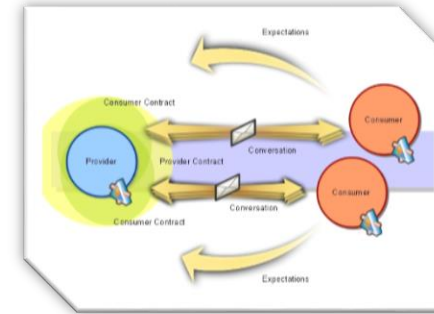 Expectations
Consumer Contract
Consumer
Conversation
Provider
Provider Contract
Consumer
Conversation
Consumer Contract
Expectations